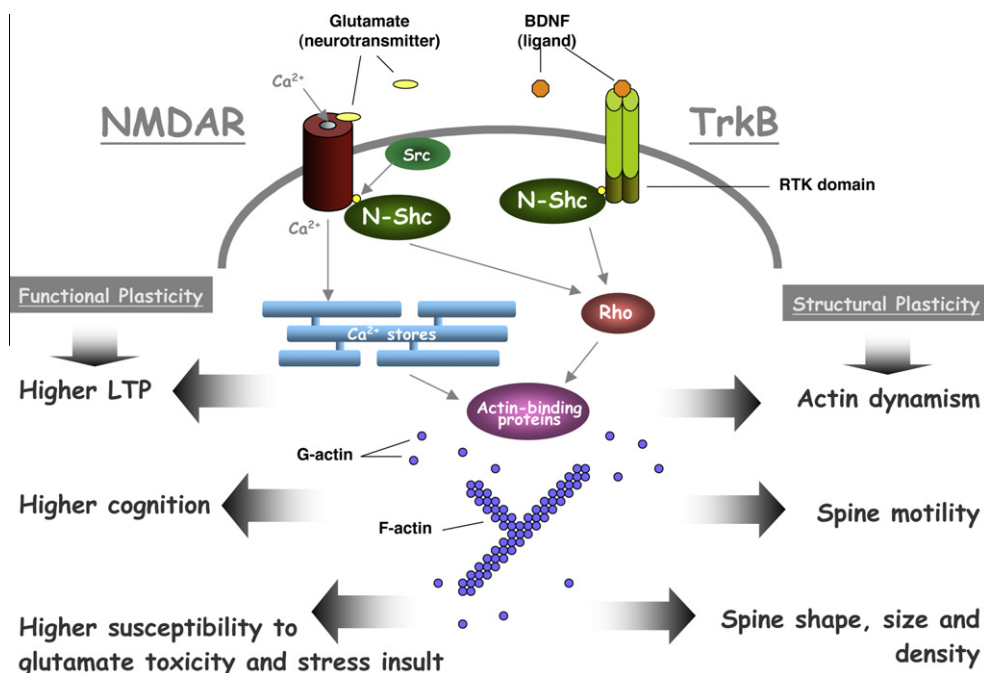 Glutamate
(neurotransmitter)
BDNF
(ligand)
Ca²⁺
NMDAR
TrkB
Src
RTK domain
N-Shc
N-Shc
Ca²⁺
Functional Plasticity
Structural Plasticity
Rho
Ca²⁺ stores
Higher LTP
Actin dynamism
Actin-binding
proteins
G-actin
Higher cognition
Spine motility
F-actin
Higher susceptibility to
glutamate toxicity and stress insult
Spine shape, size and
density